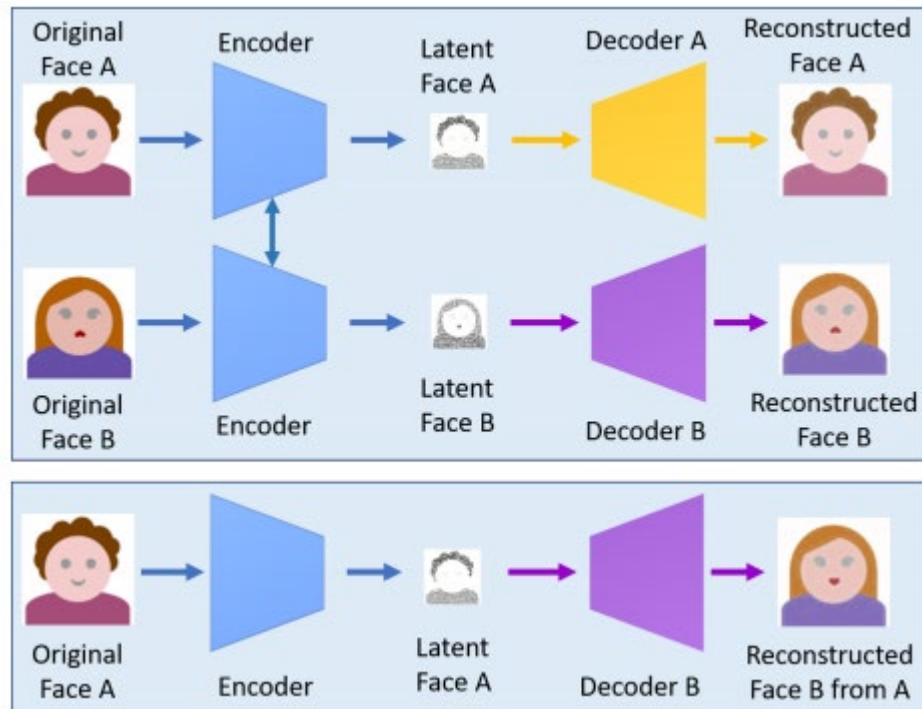 Original
Face A
Encoder
Latent
Face A
Decoder A
Reconstructed
Face A
Original
Face B
Encoder
Latent
Face B
Decoder B
Reconstructed
Face B
Original
Face A
Encoder
Latent
Face A
Decoder B
Reconstructed
Face B from A